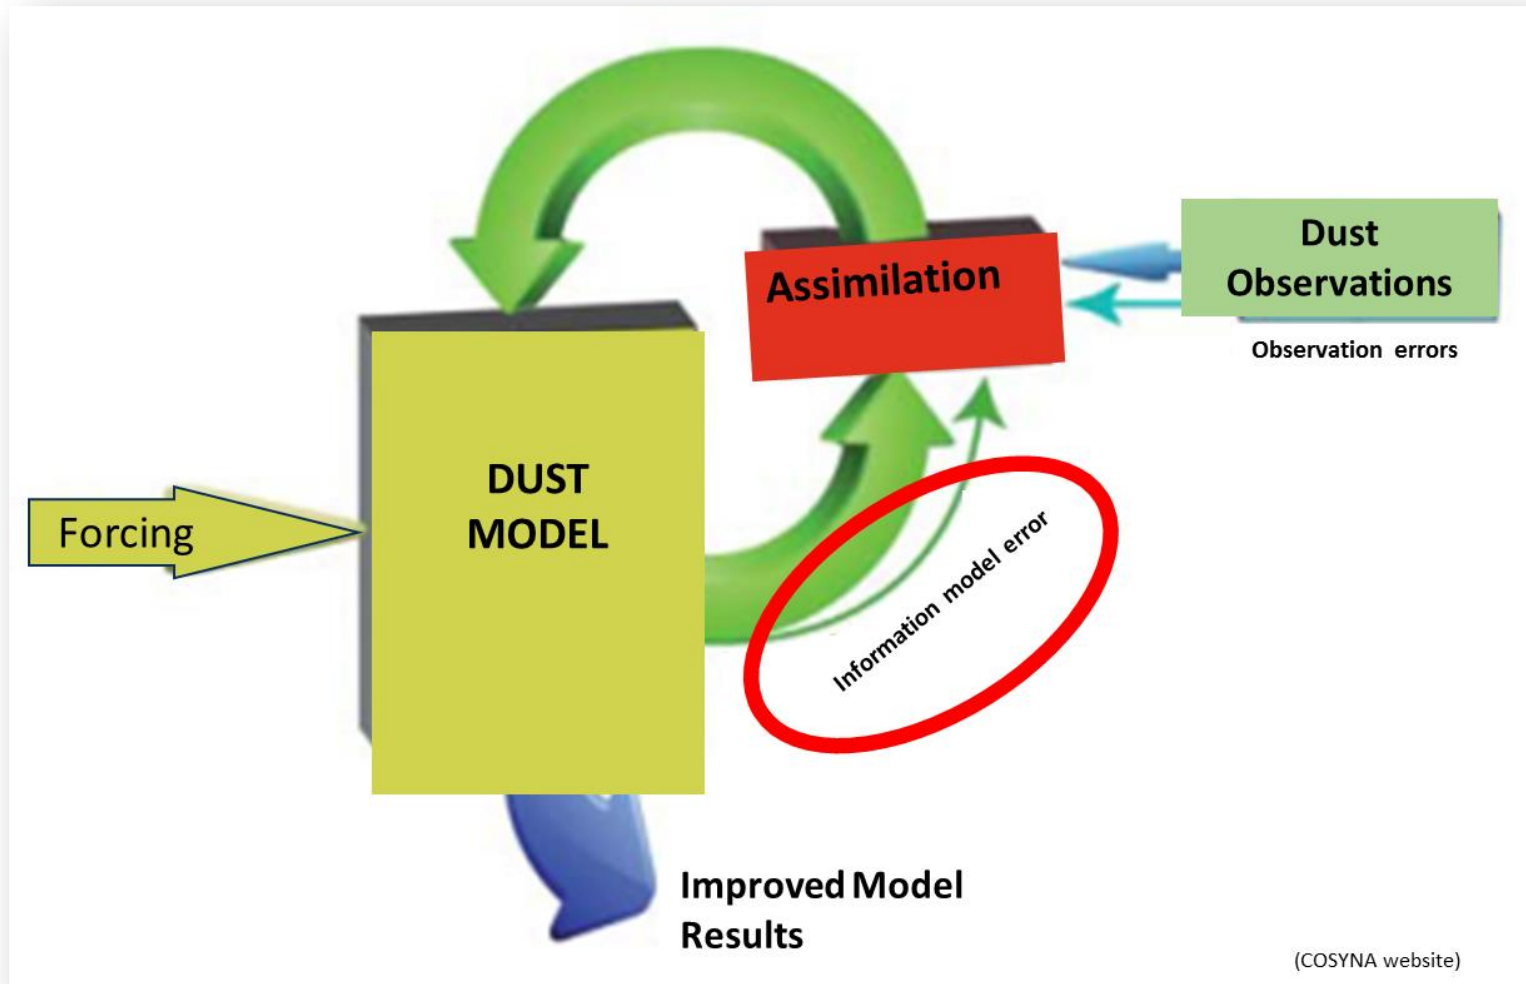 Dust
Observations
Assimilation
Observation errors
DUST
MODEL
Forcing
Information model error
Improved Model
Results
(COSYNA website)